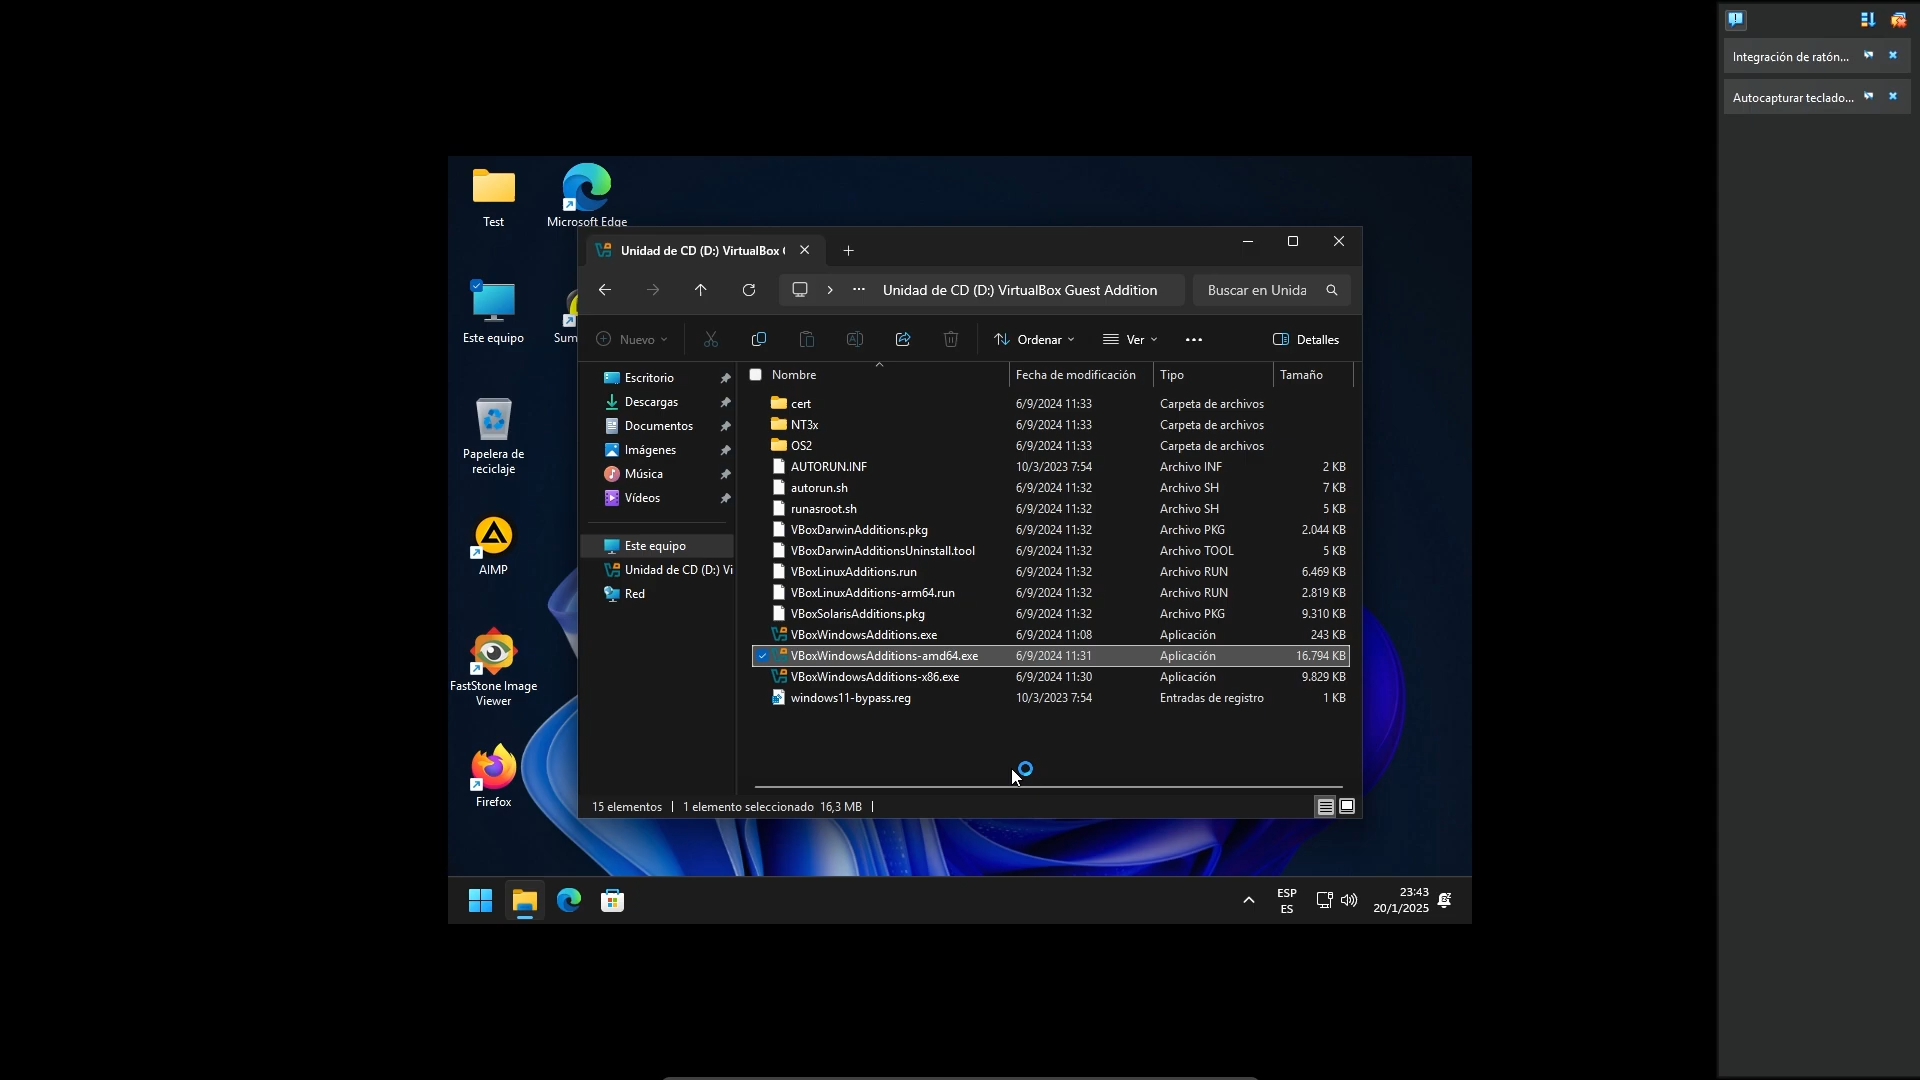 Integración de ratón...
Autocapturar teclado...
Test
Microsoft Edge
Este equipo
Sum
Papelera de
reciclaje
AIMP
FastStone Image
Viewer
Firefox
Unidad de CD (D:) VirtualBox
Unidad de CD (D:) VirtualBox Guest Addition
Buscar en Unida
Nuevo
Ordenar
Ver
Detalles
Escritorio
Descargas
Documentos
Imágenes
Música
Vídeos
Este equipo
Unidad de CD (D:) Vi
Red
Nombre Fecha de modificación Tipo Tamaño
cert 6/9/2024 11:33 Carpeta de archivos
NT3x 6/9/2024 11:33 Carpeta de archivos
OS2 6/9/2024 11:33 Carpeta de archivos
AUTORUN.INF 10/3/2023 7:54 Archivo INF 2 KB
autorun.sh 6/9/2024 11:32 Archivo SH 7 KB
runasroot.sh 6/9/2024 11:32 Archivo SH 5 KB
VBoxDarwinAdditions.pkg 6/9/2024 11:32 Archivo PKG 2.044 KB
VBoxDarwinAdditionsUninstall.tool 6/9/2024 11:32 Archivo TOOL 5 KB
VBoxLinuxAdditions.run 6/9/2024 11:32 Archivo RUN 6.469 KB
VBoxLinuxAdditions-arm64.run 6/9/2024 11:32 Archivo RUN 2.819 KB
VBoxSolarisAdditions.pkg 6/9/2024 11:32 Archivo PKG 9.310 KB
VBoxWindowsAdditions.exe 6/9/2024 11:08 Aplicación 243 KB
VBoxWindowsAdditions-amd64.exe 6/9/2024 11:31 Aplicación 16.794 KB
VBoxWindowsAdditions-x86.exe 6/9/2024 11:30 Aplicación 9.829 KB
windows11-bypass.reg 10/3/2023 7:54 Entradas de registro 1 KB
15 elementos 1 elemento seleccionado 16,3 MB
ESP
ES
23:43
20/1/2025